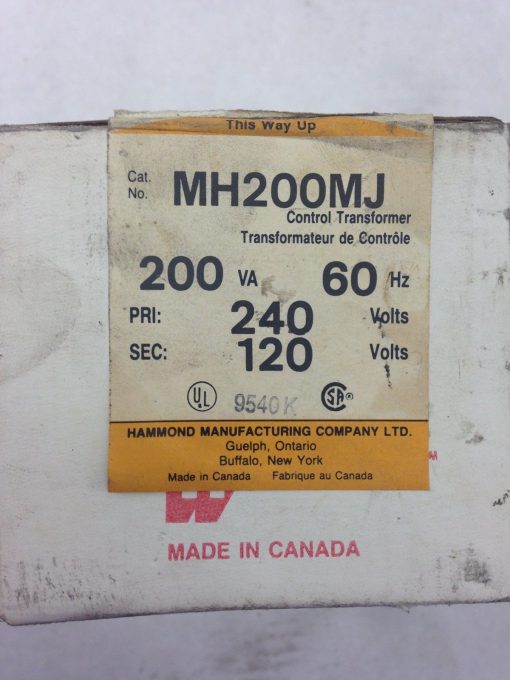 This Way Up
Cat. No. MH200MJ
Control Transformer
Transformateur de Contrôle
200 VA 60 Hz
PRI: 240 Volts
SEC: 120 Volts
UL 9540K SA ®
HAMMOND MANUFACTURING COMPANY LTD.
Guelph, Ontario
Buffalo, New York
Made in Canada Fabrique au Canada
MADE IN CANADA